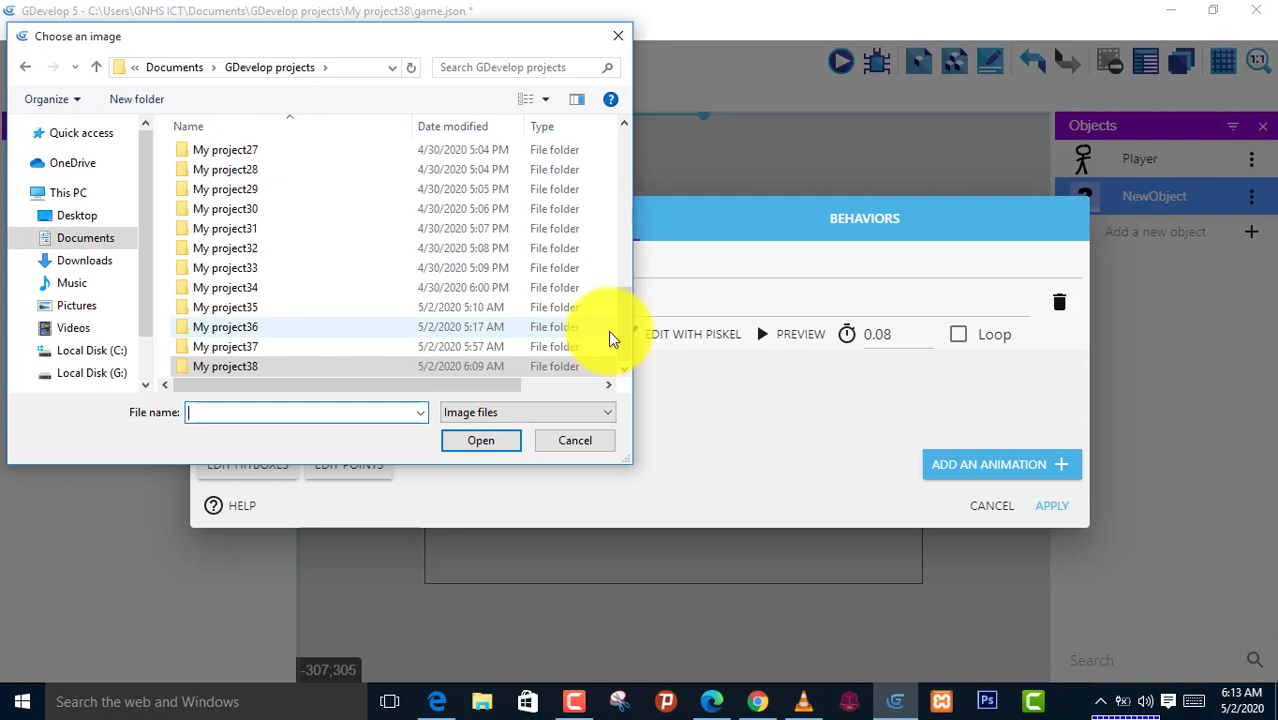 GDevelop 5 - C:\Users\GNHS ICT\Documents\GDevelop projects\My project38\game.json *
Choose an image
« Documents › GDevelop projects ›
Search GDevelop projects
Organize
New folder
Name
Date modified
Type
Quick access
OneDrive
This PC
Desktop
Documents
Downloads
Music
Pictures
Videos
Local Disk (C:)
Local Disk (G:)
My project27 4/30/2020 5:04 PM File folder
My project28 4/30/2020 5:04 PM File folder
My project29 4/30/2020 5:05 PM File folder
My project30 4/30/2020 5:06 PM File folder
My project31 4/30/2020 5:07 PM File folder
My project32 4/30/2020 5:08 PM File folder
My project33 4/30/2020 5:09 PM File folder
My project34 4/30/2020 6:00 PM File folder
My project35 5/2/2020 5:10 AM File folder
My project36 5/2/2020 5:17 AM File folder
My project37 5/2/2020 5:57 AM File folder
My project38 5/2/2020 6:09 AM File folder
File name:
Image files
Open
Cancel
1:1
Objects
Player
NewObject
Add a new object
BEHAVIORS
EDIT WITH PISKEL
PREVIEW
0.08
Loop
EDIT HITBOXES
EDIT POINTS
ADD AN ANIMATION
HELP
CANCEL
APPLY
-307;305
Search
Search the web and Windows
Ps
6:13 AM
5/2/2020